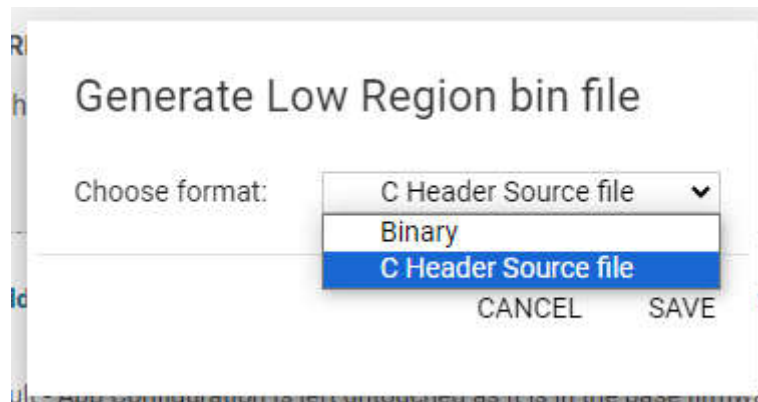 Generate Low Region bin file
Choose format: C Header Source file
Binary
C Header Source file
CANCEL SAVE